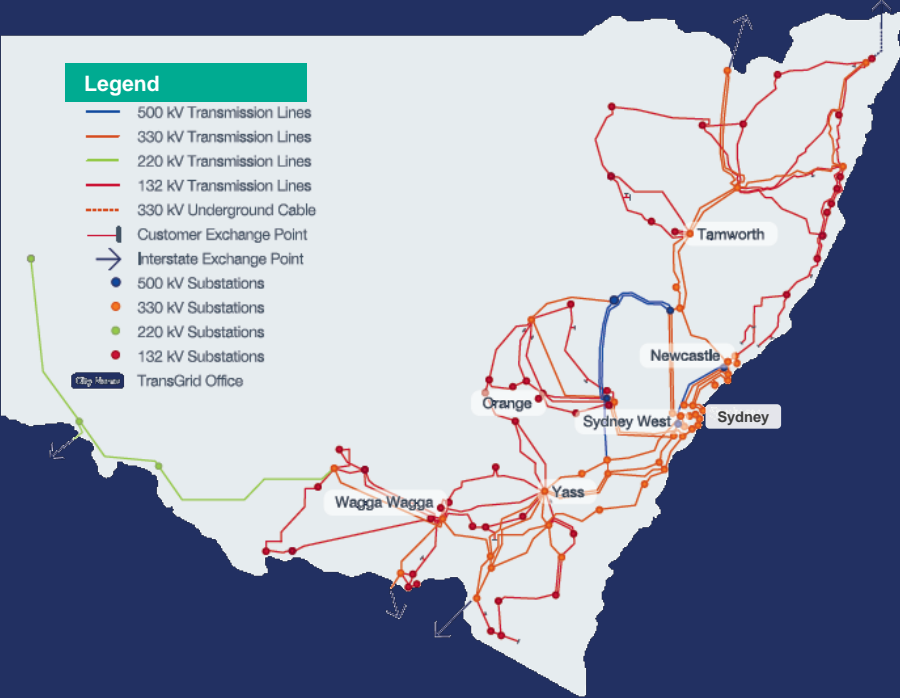 Legend
500 kV Transmission Lines
330 kV Transmission Lines
220 kV Transmission Lines
132 kV Transmission Lines
330 kV Underground Cable
Customer Exchange Point
Interstate Exchange Point
500 kV Substations
330 kV Substations
220 kV Substations
132 kV Substations
TransGrid Office
Tamworth
Newcastle
Orange
Sydney West
Sydney
Yass
Wagga Wagga